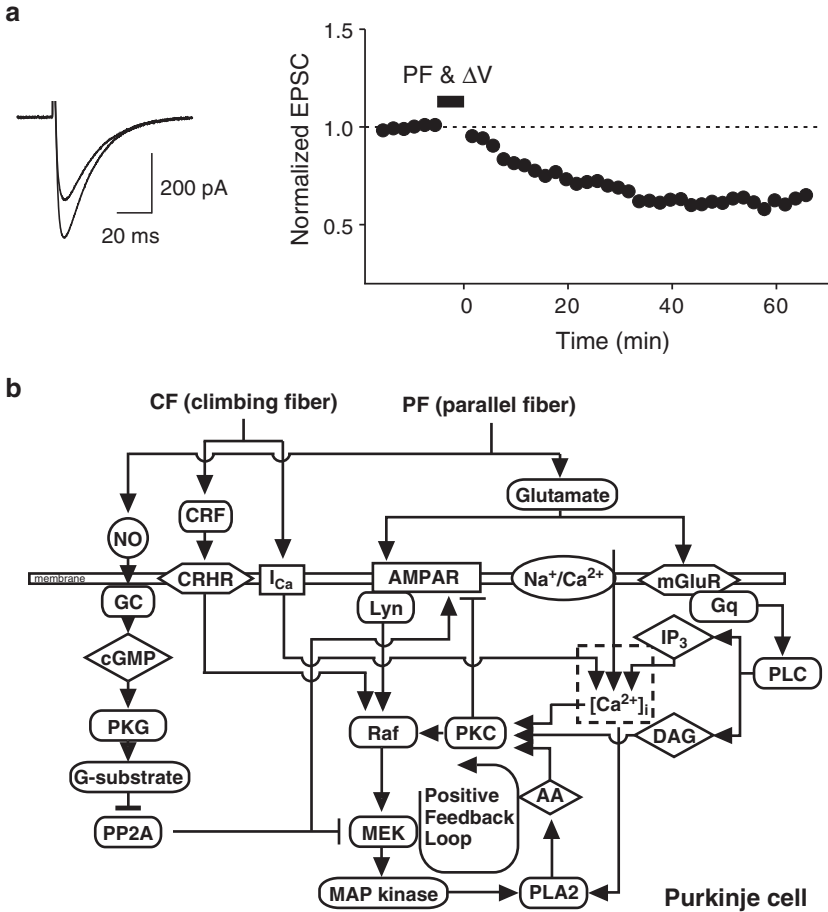 a
1.5
PF & ΔV
1.0
0.5
Normalized EPSC
200 pA
20 ms
0
20
40
60
Time (min)
b
CF (climbing fiber)
PF (parallel fiber)
Glutamate
CRF
NO
membrane
CRHR
I_Ca
AMPAR
Na⁺/Ca²⁺
mGluR
GC
Lyn
Gq
cGMP
IP₃
PLC
[Ca²⁺]ᵢ
PKG
Raf
PKC
DAG
G-substrate
AA
Positive
Feedback
Loop
PP2A
MEK
MAP kinase
PLA2
Purkinje cell